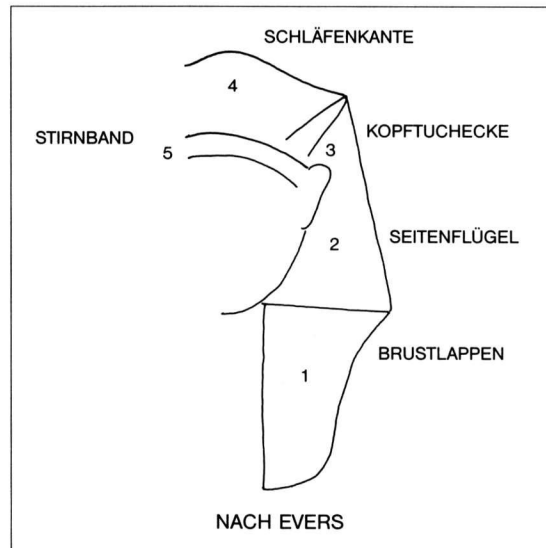 SCHLÄFENKANTE
4
STIRNBAND
KOPFTUCHECKE
5
3
2
SEITENFLÜGEL
BRUSTLAPPEN
1
NACH EVERS